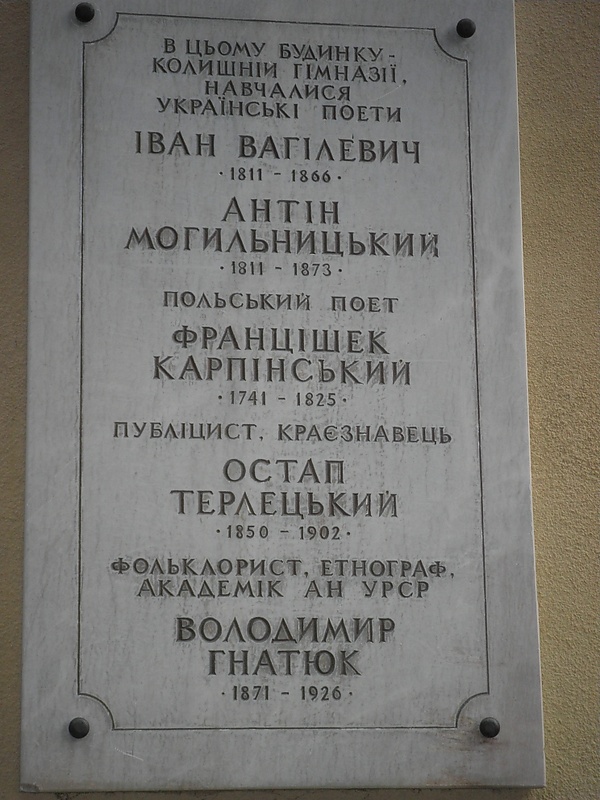 В ЦЬОМУ БУДИНКУ-
КОЛИШНІЙ ГІМНАЗІЇ,
НАВЧАЛИСЯ
УКРАЇНСЬКІ ПОЕТИ
ІВАН ВАГІЛЕВИЧ
·1811 - 1866·
АНТІН
МОГИЛЬНИЦЬКИЙ
·1811 - 1873·
ПОЛЬСЬКИЙ ПОЕТ
ФРАНЦІШЕК
КАРПІНСЬКИЙ
·1741 - 1825·
ПУБЛІЦИСТ, КРАЄЗНАВЕЦЬ
ОСТАП
ТЕРЛЕЦЬКИЙ
·1850 - 1902·
ФОЛЬКЛОРИСТ, ЕТНОГРАФ,
АКАДЕМІК АН УРСР
ВОЛОДИМИР
ГНАТЮК
·1871 - 1926·